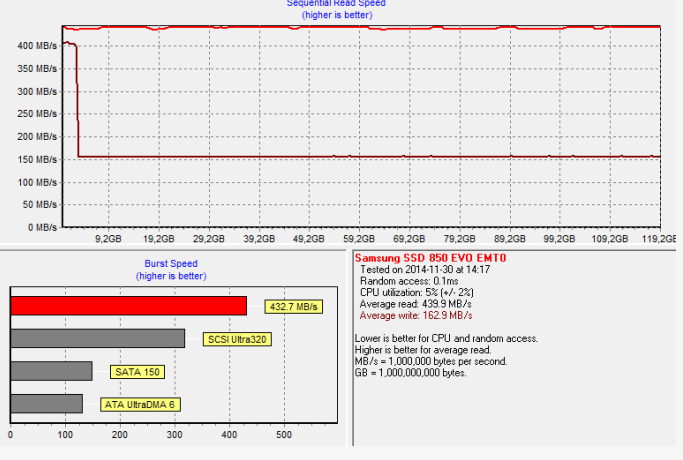 Sequential Read Speed
(higher is better)
400 MB/s
350 MB/s
300 MB/s
250 MB/s
200 MB/s
150 MB/s
100 MB/s
50 MB/s
0 MB/s
9,2GB 19,2GB 29,2GB 39,2GB 49,2GB 59,2GB 69,2GB 79,2GB 89,2GB 99,2GB 109,2GB 119,2GB
Burst Speed
(higher is better)
432.7 MB/s
SCSI Ultra320
SATA 150
ATA UltraDMA 6
0 100 200 300 400 500
Samsung SSD 850 EVO EMT0
Tested on 2014-11-30 at 14:17
Random access: 0.1ms
CPU utilization: 5% (+/- 2%)
Average read: 439.9 MB/s
Average write: 162.9 MB/s
Lower is better for CPU and random access.
Higher is better for average read.
MB/s = 1,000,000 bytes per second.
GB = 1,000,000,000 bytes.